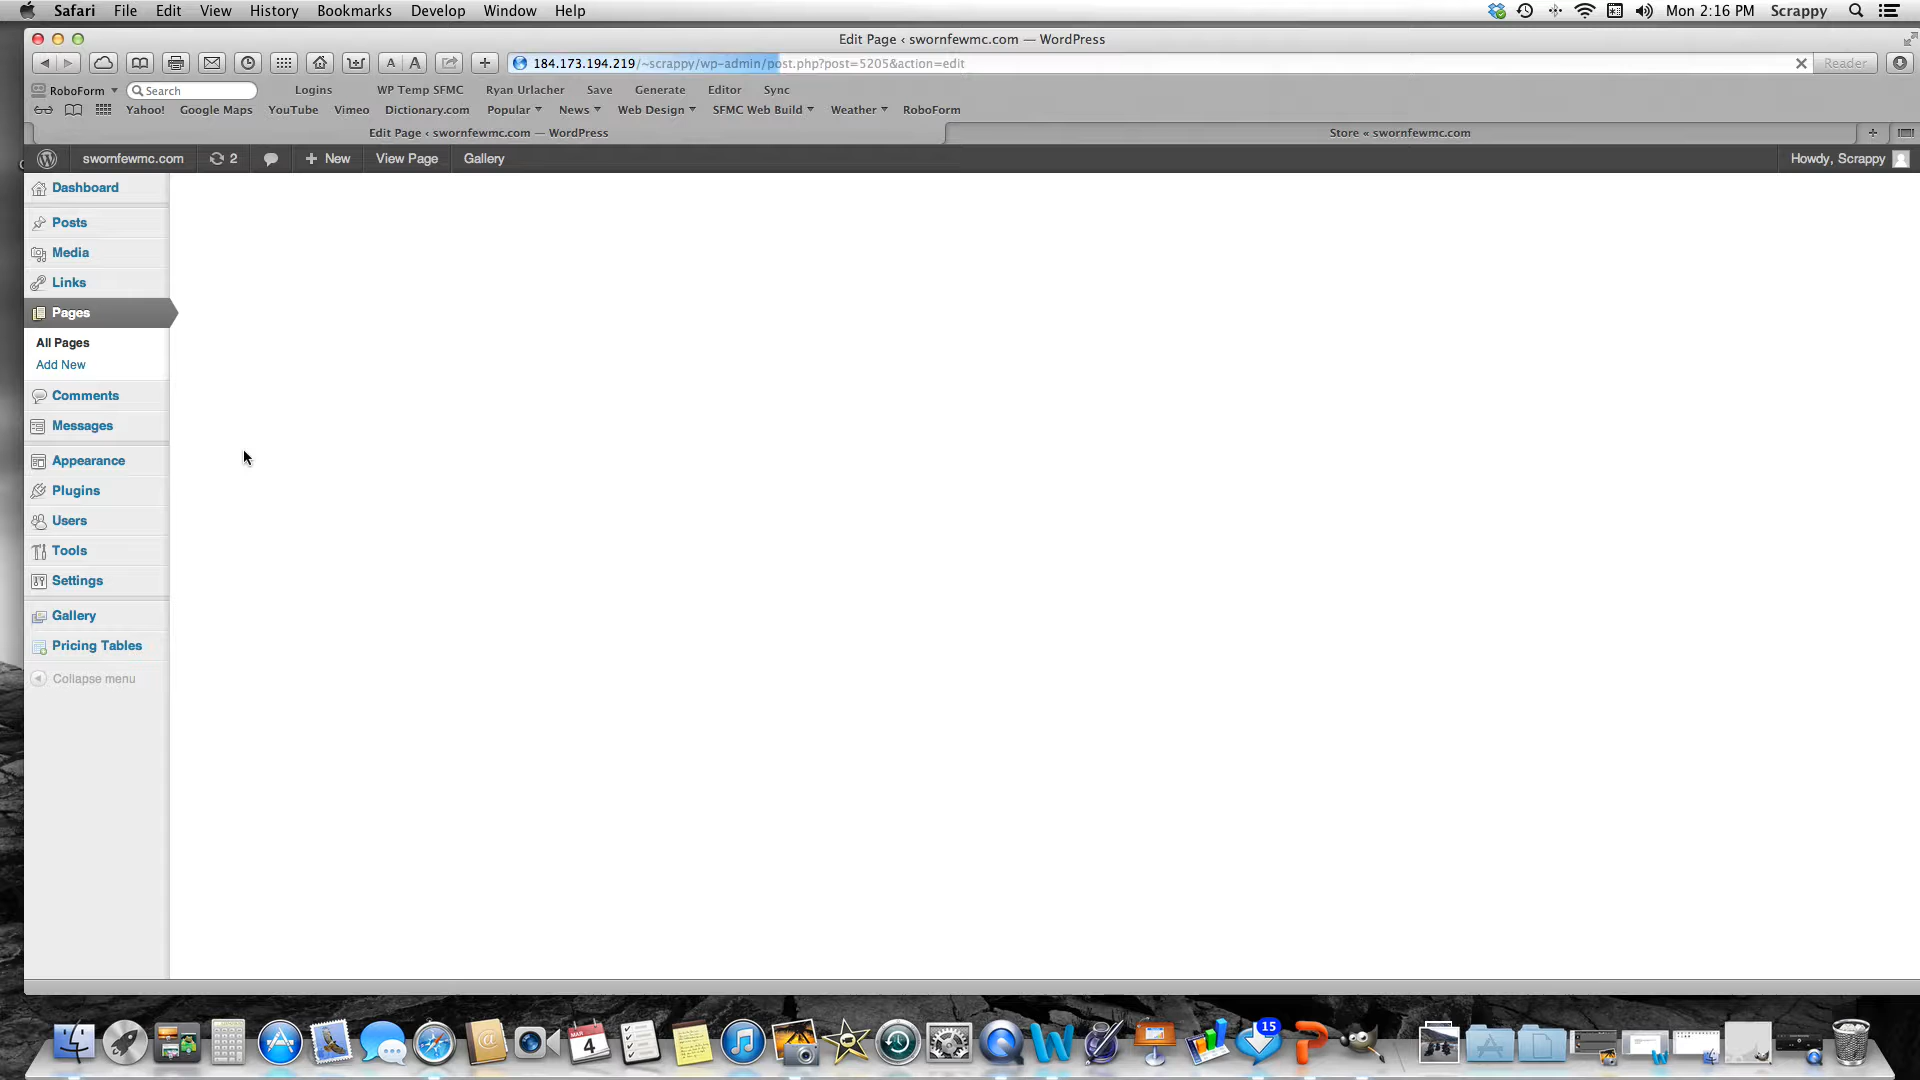 Safari File Edit View History Bookmarks Develop Window Help Mon 2:16 PM Scrappy
Edit Page ‹ swornfewmc.com — WordPress
A A 184.173.194.219/~scrappy/wp-admin/post.php?post=5205&action=edit Reader
RoboForm Search Logins WP Temp SFMC Ryan Urlacher Save Generate Editor Sync
Yahoo! Google Maps YouTube Vimeo Dictionary.com Popular News Web Design SFMC Web Build Weather RoboForm
Edit Page ‹ swornfewmc.com — WordPress Store « swornfewmc.com
swornfewmc.com 2 New View Page Gallery Howdy, Scrappy
Dashboard
Posts
Media
Links
Pages
All Pages
Add New
Comments
Messages
Appearance
Plugins
Users
Tools
Settings
Gallery
Pricing Tables
Collapse menu
MAR
4
15